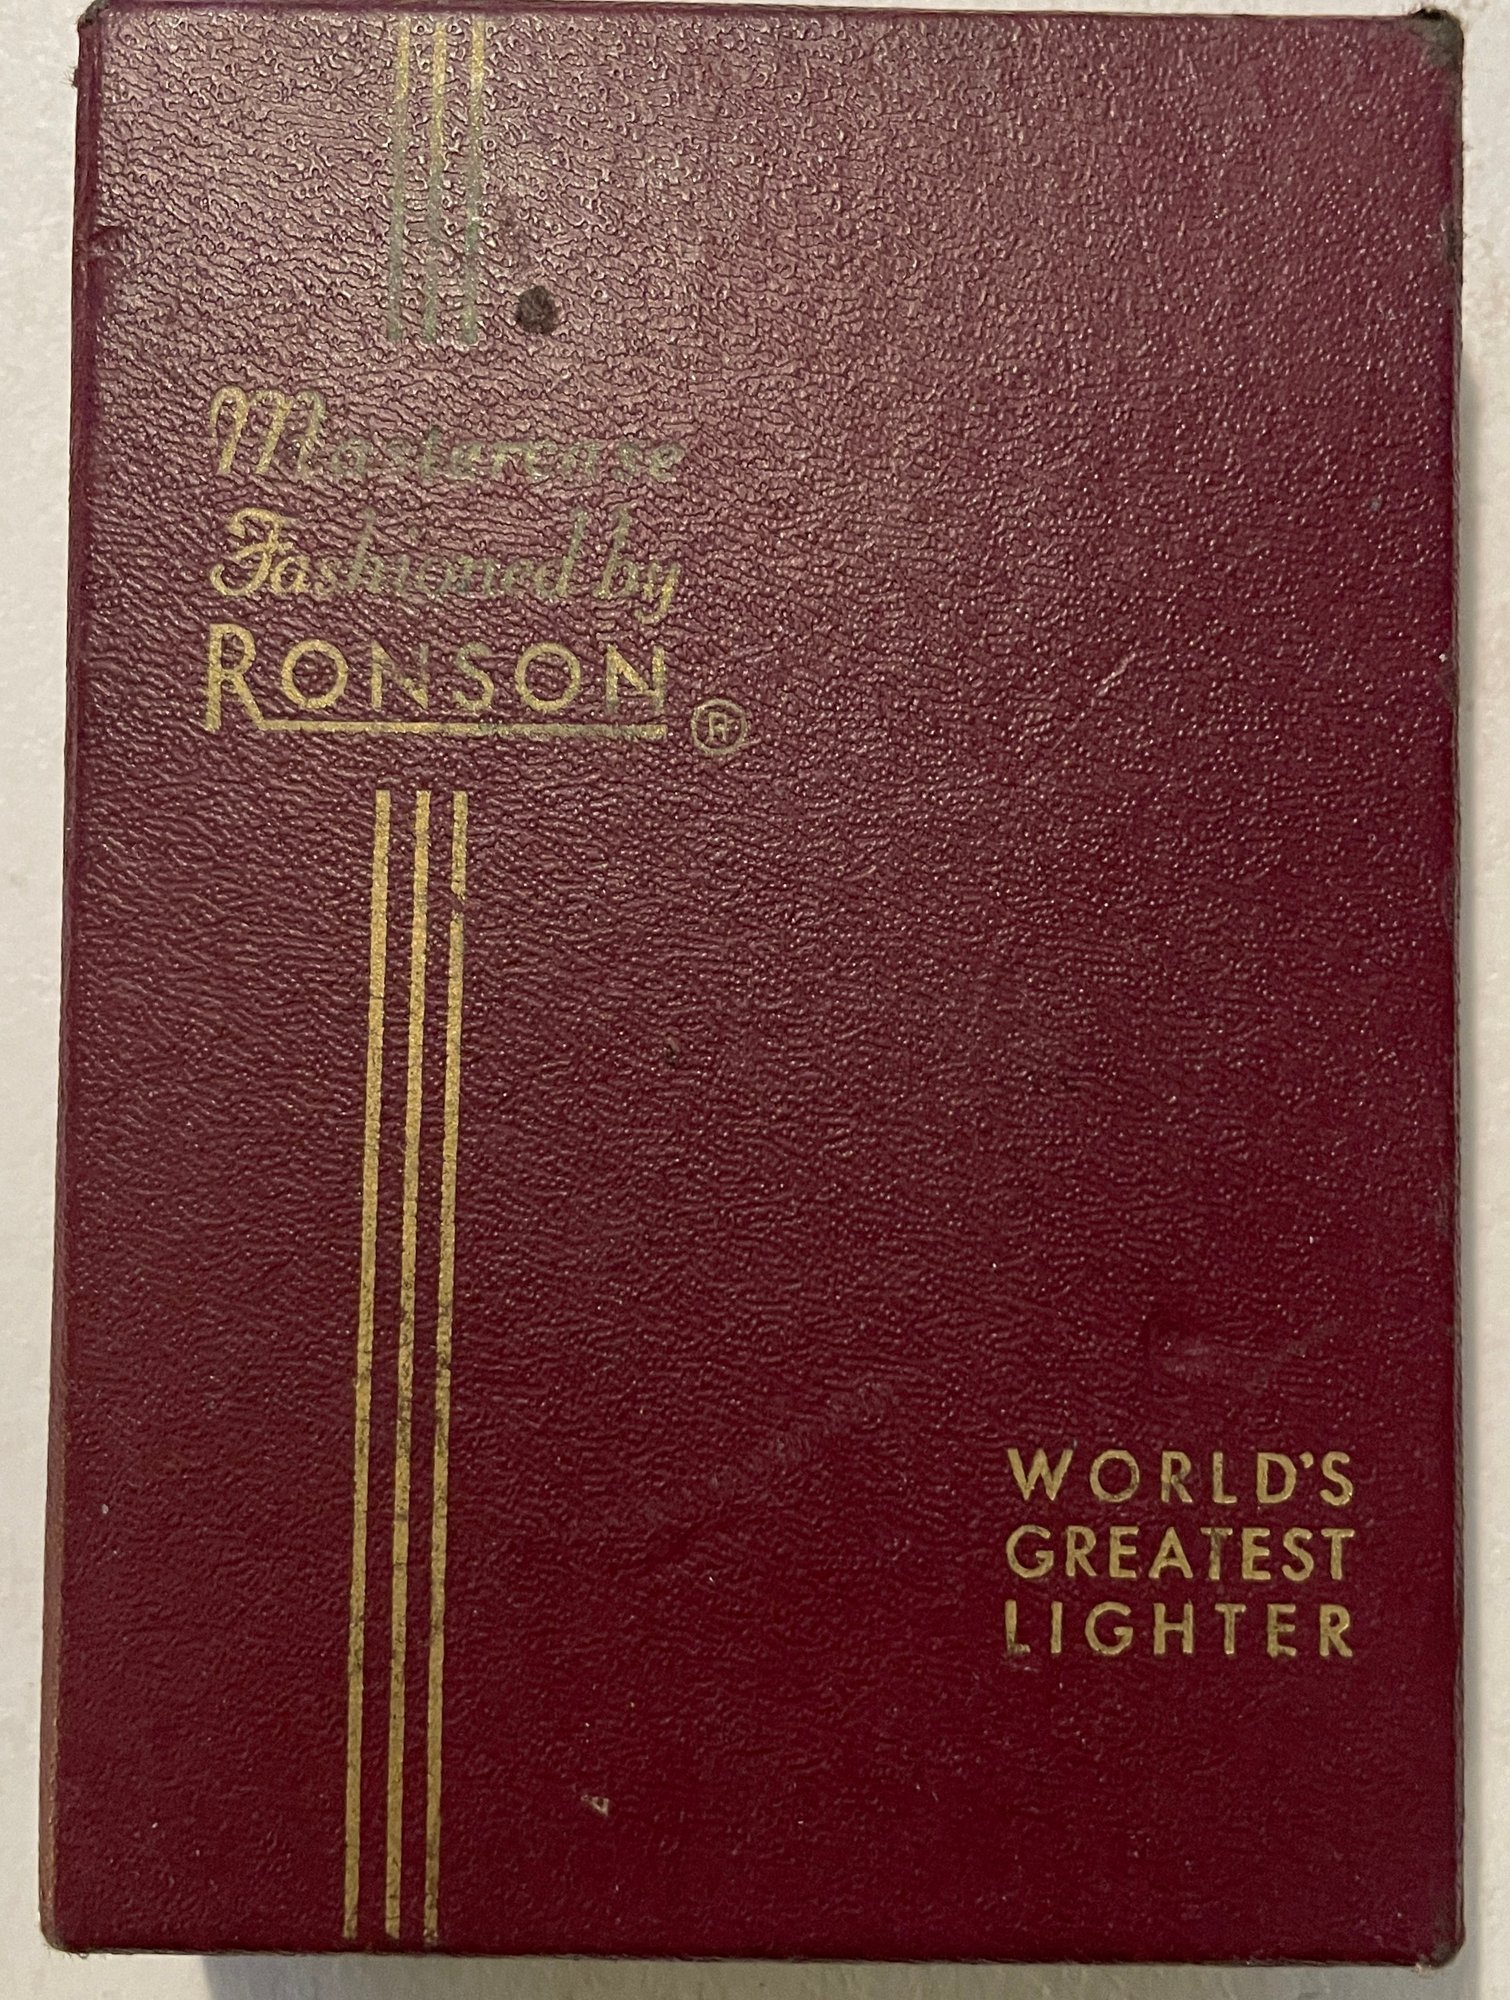 Mastercase
Fashioned by
RONSON ®
WORLD'S
GREATEST
LIGHTER